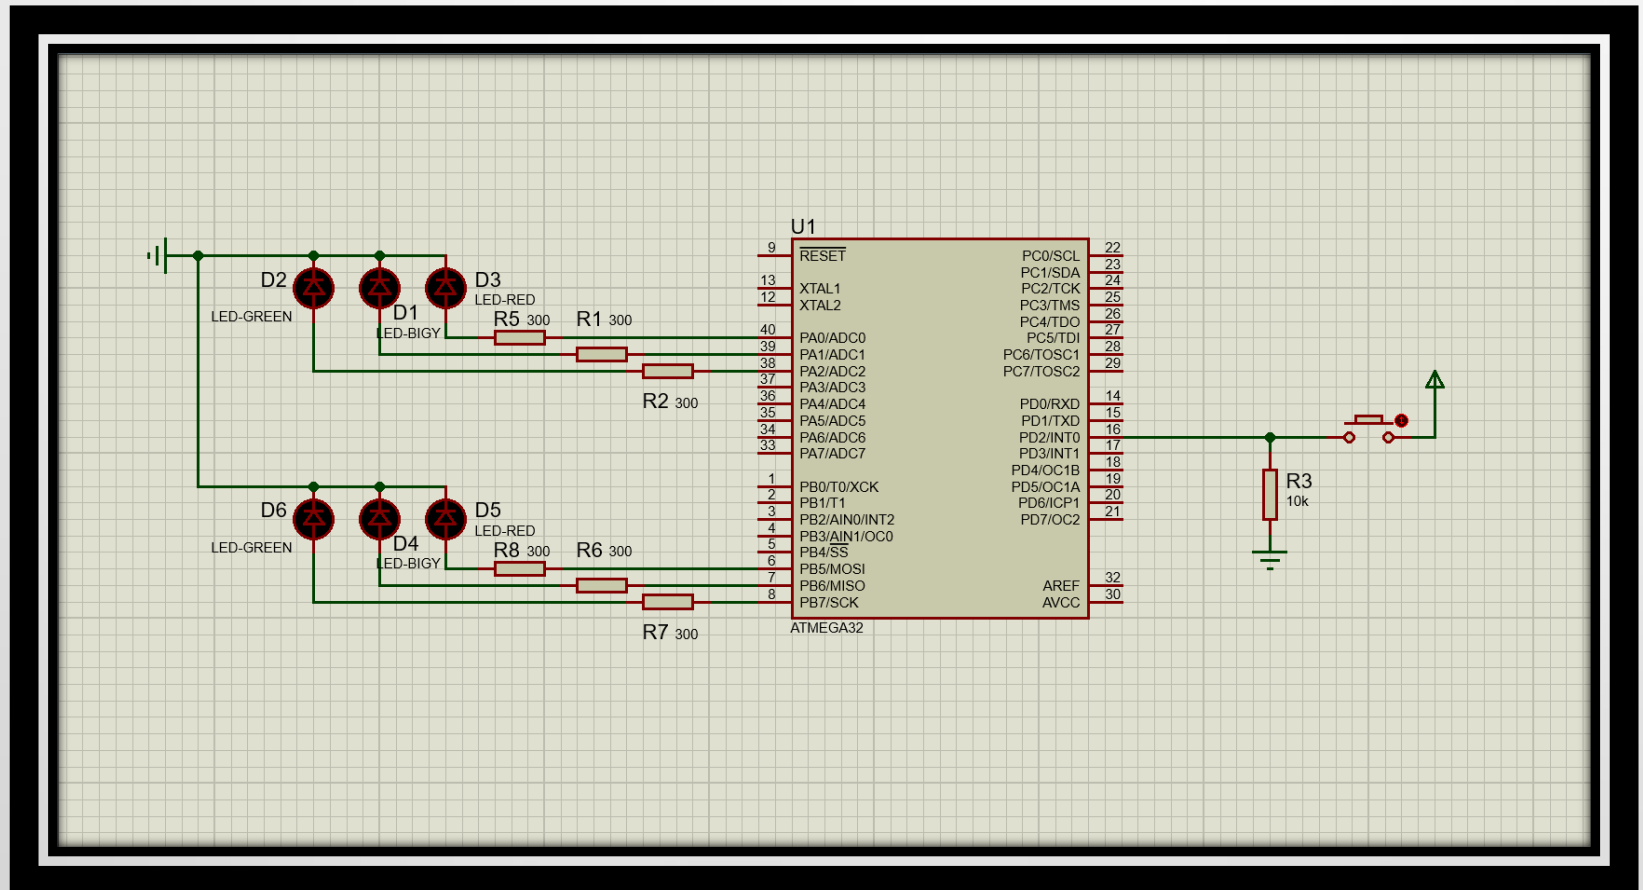 U1
9 RESET PC0/SCL 22
PC1/SDA 23
13 XTAL1 PC2/TCK 24
12 XTAL2 PC3/TMS 25
PC4/TDO 26
40 PA0/ADC0 PC5/TDI 27
39 PA1/ADC1 PC6/TOSC1 28
38 PA2/ADC2 PC7/TOSC2 29
37 PA3/ADC3
36 PA4/ADC4 PD0/RXD 14
35 PA5/ADC5 PD1/TXD 15
34 PA6/ADC6 PD2/INT0 16
33 PA7/ADC7 PD3/INT1 17
PD4/OC1B 18
1 PB0/T0/XCK PD5/OC1A 19
2 PB1/T1 PD6/ICP1 20
3 PB2/AIN0/INT2 PD7/OC2 21
4 PB3/AIN1/OC0
5 PB4/SS
6 PB5/MOSI
7 PB6/MISO AREF 32
8 PB7/SCK AVCC 30
ATMEGA32
D2
LED-GREEN
D1
LED-BIGY
D3
LED-RED
R5 300
R1 300
R2 300
D6
LED-GREEN
D4
LED-BIGY
D5
LED-RED
R8 300
R6 300
R7 300
R3
10k